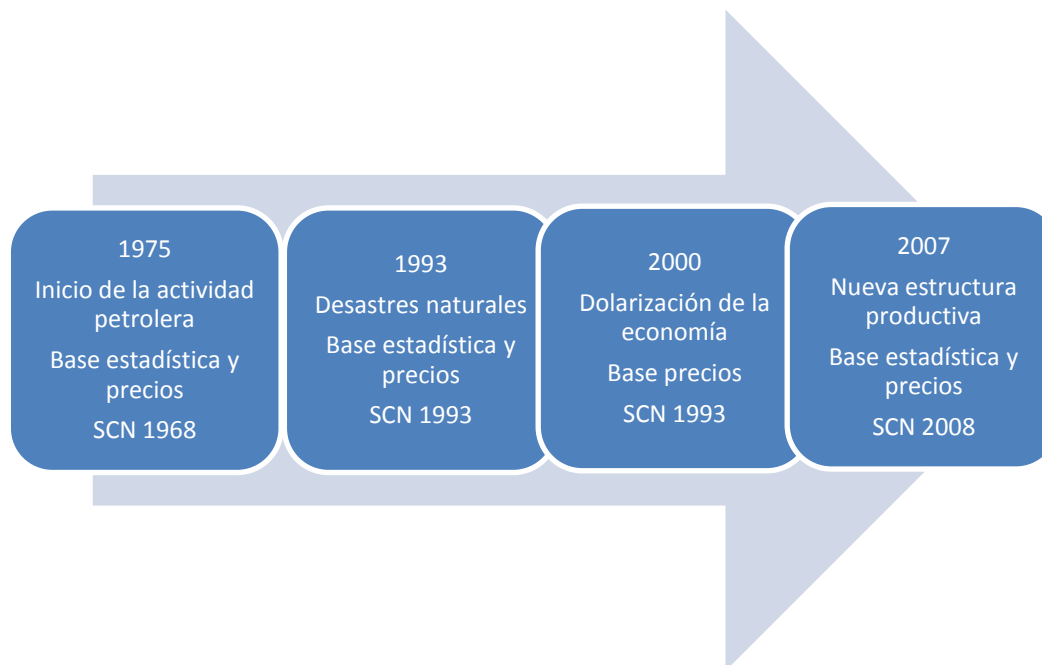 1975
Inicio de la actividad
petrolera
Base estadística y
precios
SCN 1968
1993
Desastres naturales
Base estadística y
precios
SCN 1993
2000
Dolarización de la
economía
Base precios
SCN 1993
2007
Nueva estructura
productiva
Base estadística y
precios
SCN 2008